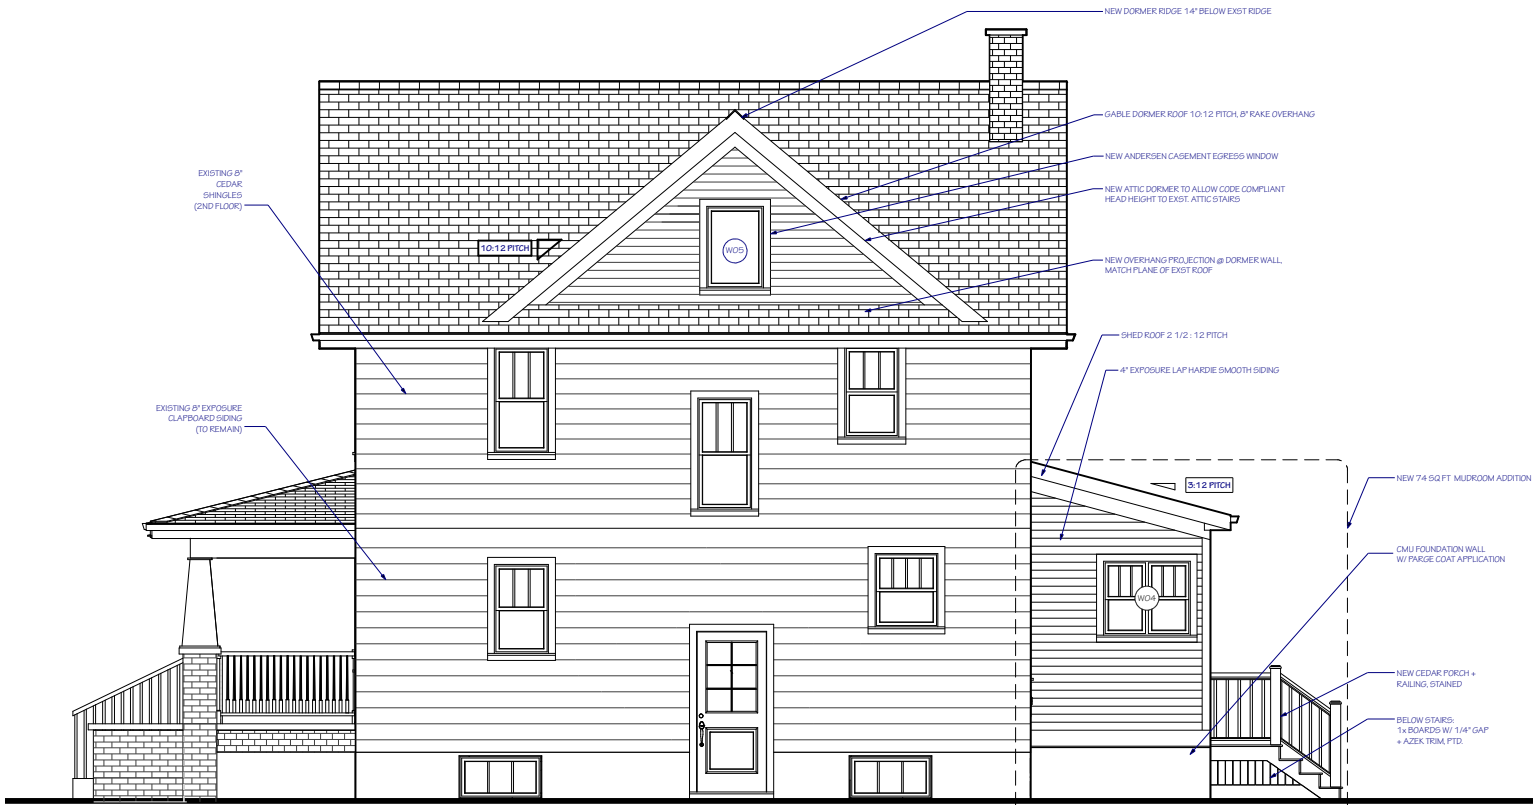 NEW DORMER RIDGE 14" BELOW EXST RIDGE
GABLE DORMER ROOF 10:12 PITCH, 8" RAKE OVERHANG
NEW ANDERSEN CASEMENT EGRESS WINDOW
EXISTING 8"
CEDAR
SHINGLES
(2ND FLOOR)
NEW ATTIC DORMER TO ALLOW CODE COMPLIANT
HEAD HEIGHT TO EXST. ATTIC STAIRS
10:12 PITCH
W05
NEW OVERHANG PROJECTION @ DORMER WALL,
MATCH PLANE OF EXST ROOF
SHED ROOF 2 1/2 : 12 PITCH
4" EXPOSURE LAP HARDIE SMOOTH SIDING
EXISTING 8" EXPOSURE
CLAPBOARD SIDING
(TO REMAIN)
3:12 PITCH
NEW 74 SQ FT MUDROOM ADDITION
CMU FOUNDATION WALL
W/ PARGE COAT APPLICATION
W04
NEW CEDAR PORCH +
RAILING, STAINED
BELOW STAIRS:
1x BOARDS W/ 1/4" GAP
+ AZEK TRIM, PTD.